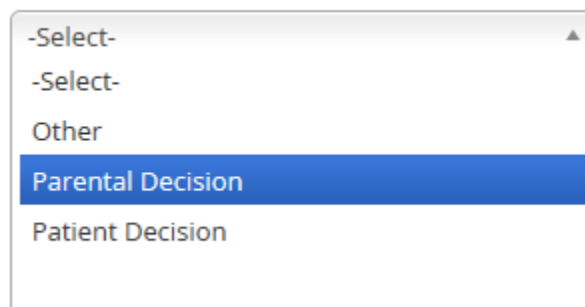 -Select-
-Select-
Other
Parental Decision
Patient Decision